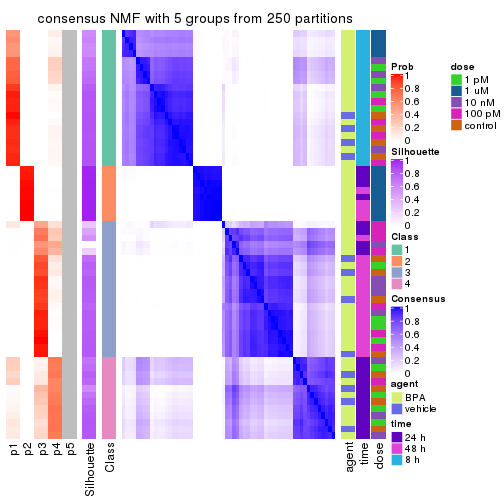 consensus NMF with 5 groups from 250 partitions
Prob
1
0.8
0.6
0.4
0.2
0
Silhouette
1
0.8
0.6
0.4
0.2
0
Class
1
2
3
4
Consensus
1
0.8
0.6
0.4
0.2
0
agent
BPA
vehicle
time
24 h
48 h
8 h
dose
1 pM
1 uM
10 nM
100 pM
control
p1
p2
p3
p4
p5
Silhouette
Class
agent
time
dose